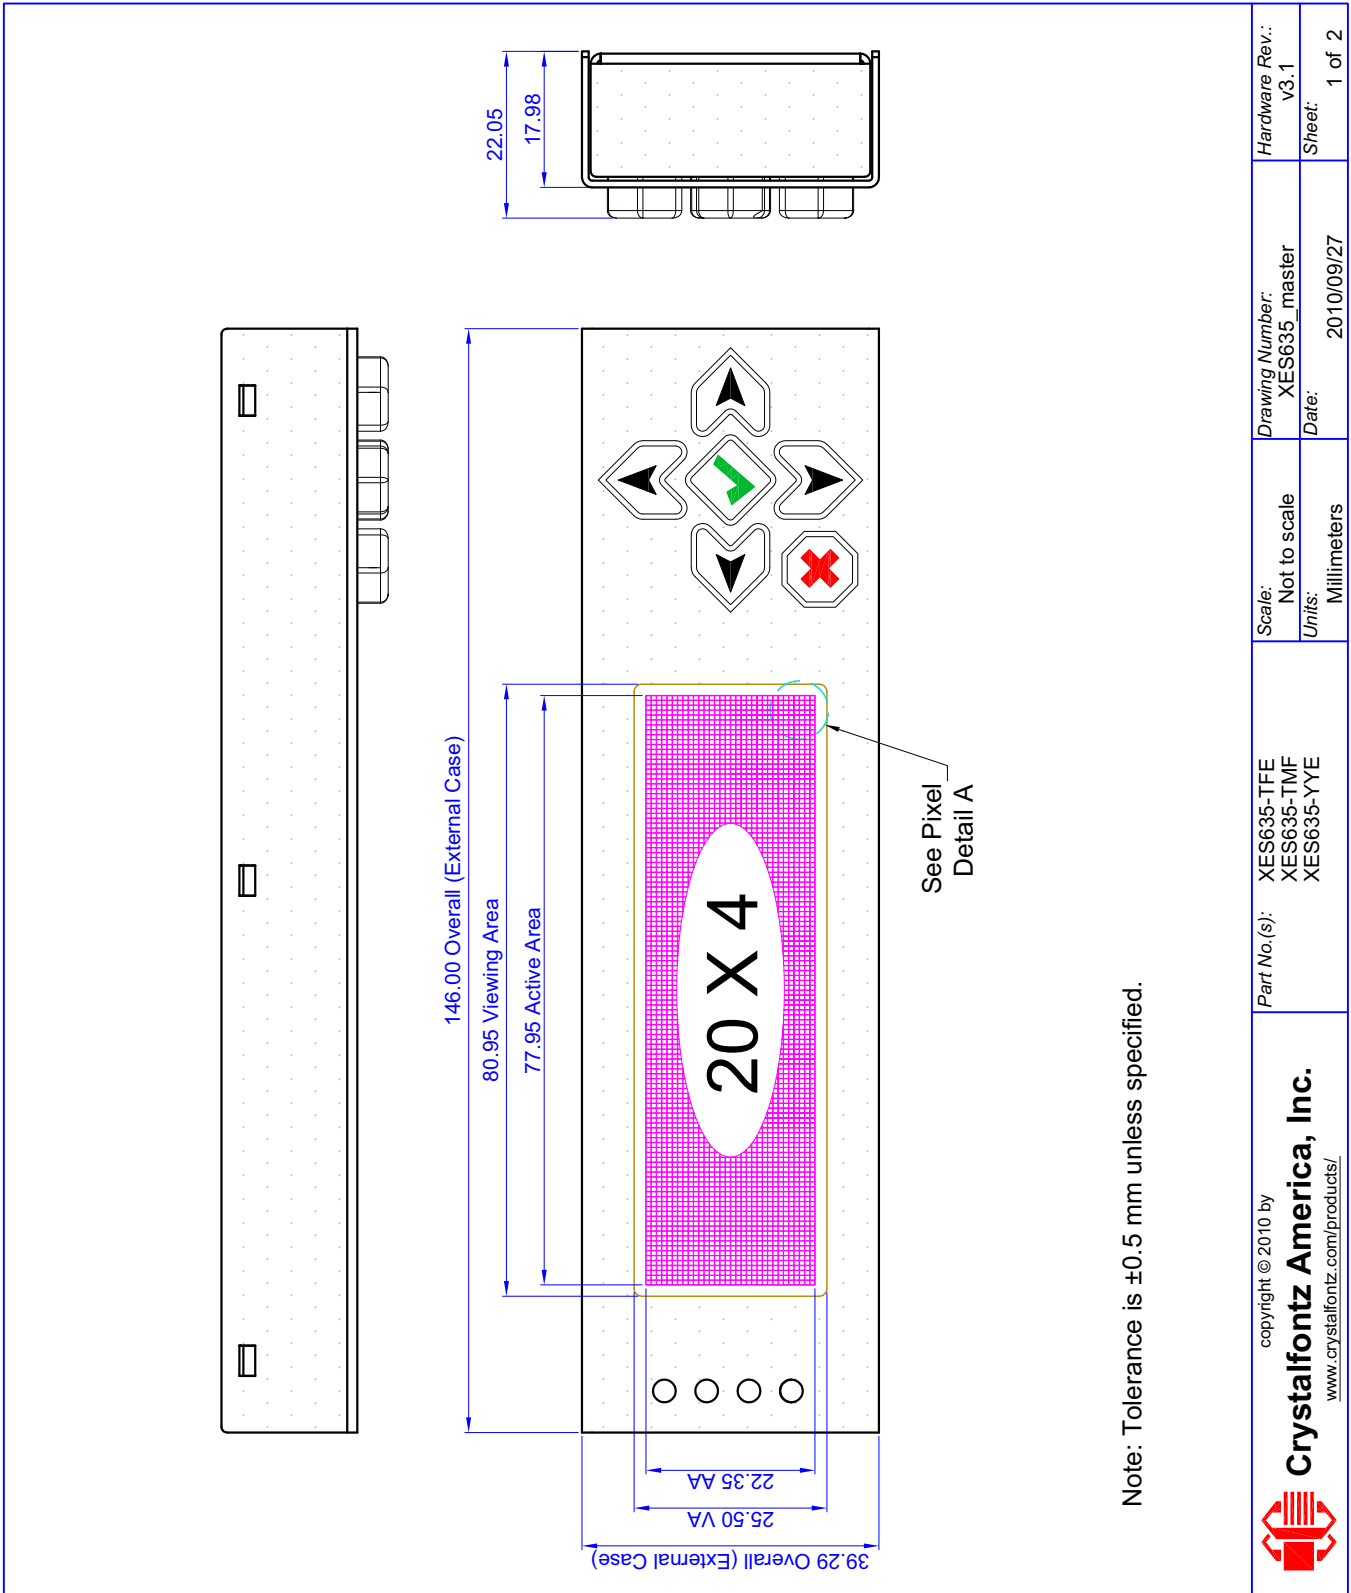 22.05
17.98
146.00 Overall (External Case)
80.95 Viewing Area
77.95 Active Area
20 X 4
See Pixel
Detail A
22.35 AA
25.50 VA
39.29 Overall (External Case)
Note: Tolerance is ±0.5 mm unless specified.
copyright © 2010 by
Crystalfontz America, Inc.
www.crystalfontz.com/products/
Part No.(s):
XES635-TFE
XES635-TMF
XES635-YYE
Scale:
Not to scale
Units:
Millimeters
Drawing Number:
XES635_master
Date:
2010/09/27
Hardware Rev.:
v3.1
Sheet:
1 of 2